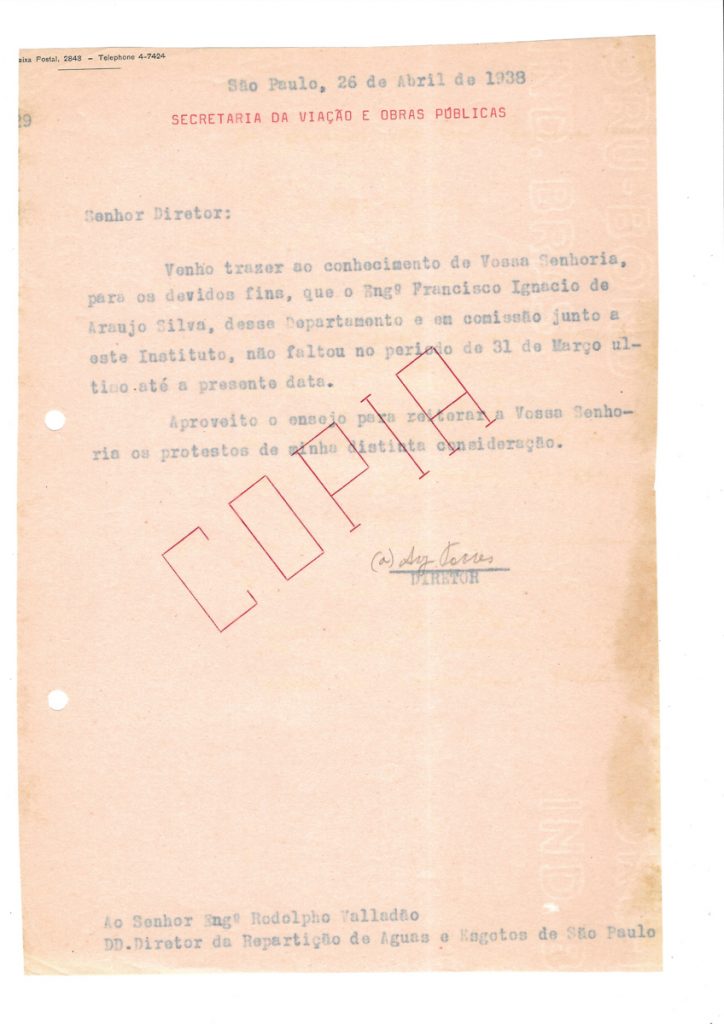 aixa Postal, 2843 – Telephone 4-7424
São Paulo, 26 de Abril de 1938
29
SECRETARIA DA VIAÇÃO E OBRAS PÚBLICAS
Senhor Diretor:
Venho trazer ao conhecimento de Vossa Senhoria,
para os devidos fins, que o Engº Francisco Ignacio de
Araujo Silva, desse Departamento e em comissão junto a
este Instituto, não faltou no periodo de 31 de Março ul-
timo até a presente data.
Aproveito o ensejo para reiterar a Vossa Senho-
ria os protestos de minha distinta consideração.
COPIA
(a) Ary Torres
DIRETOR
Ao Senhor Engº Rodolpho Valladão
DD.Diretor da Repartição de Aguas e Esgotos de São Paulo